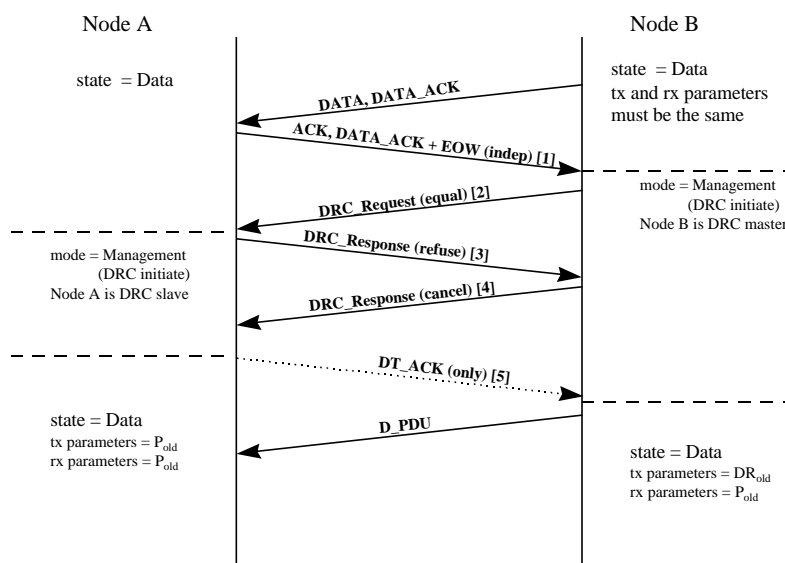 Node A
Node B
state = Data
state = Data
tx and rx parameters
must be the same
DATA, DATA_ACK
ACK, DATA_ACK + EOW (indep) [1]
mode = Management
(DRC initiate)
Node B is DRC master
DRC_Request (equal) [2]
mode = Management
(DRC initiate)
Node A is DRC slave
DRC_Response (refuse) [3]
DRC_Response (cancel) [4]
DT_ACK (only) [5]
D_PDU
state = Data
tx parameters = P_old
rx parameters = P_old
state = Data
tx parameters = DR_old
rx parameters = P_old